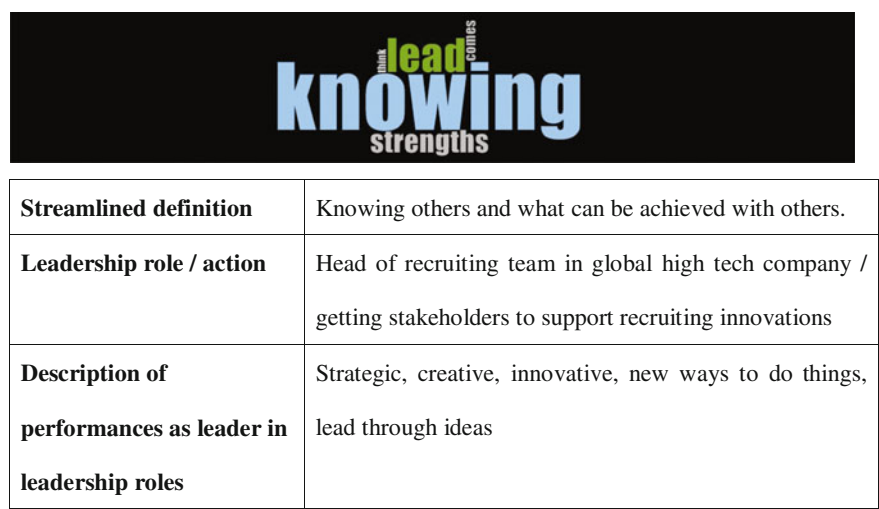 think lead comes
knowing
strengths
Streamlined definition
Knowing others and what can be achieved with others.
Leadership role / action
Head of recruiting team in global high tech company /
getting stakeholders to support recruiting innovations
Description of
performances as leader in
leadership roles
Strategic, creative, innovative, new ways to do things,
lead through ideas